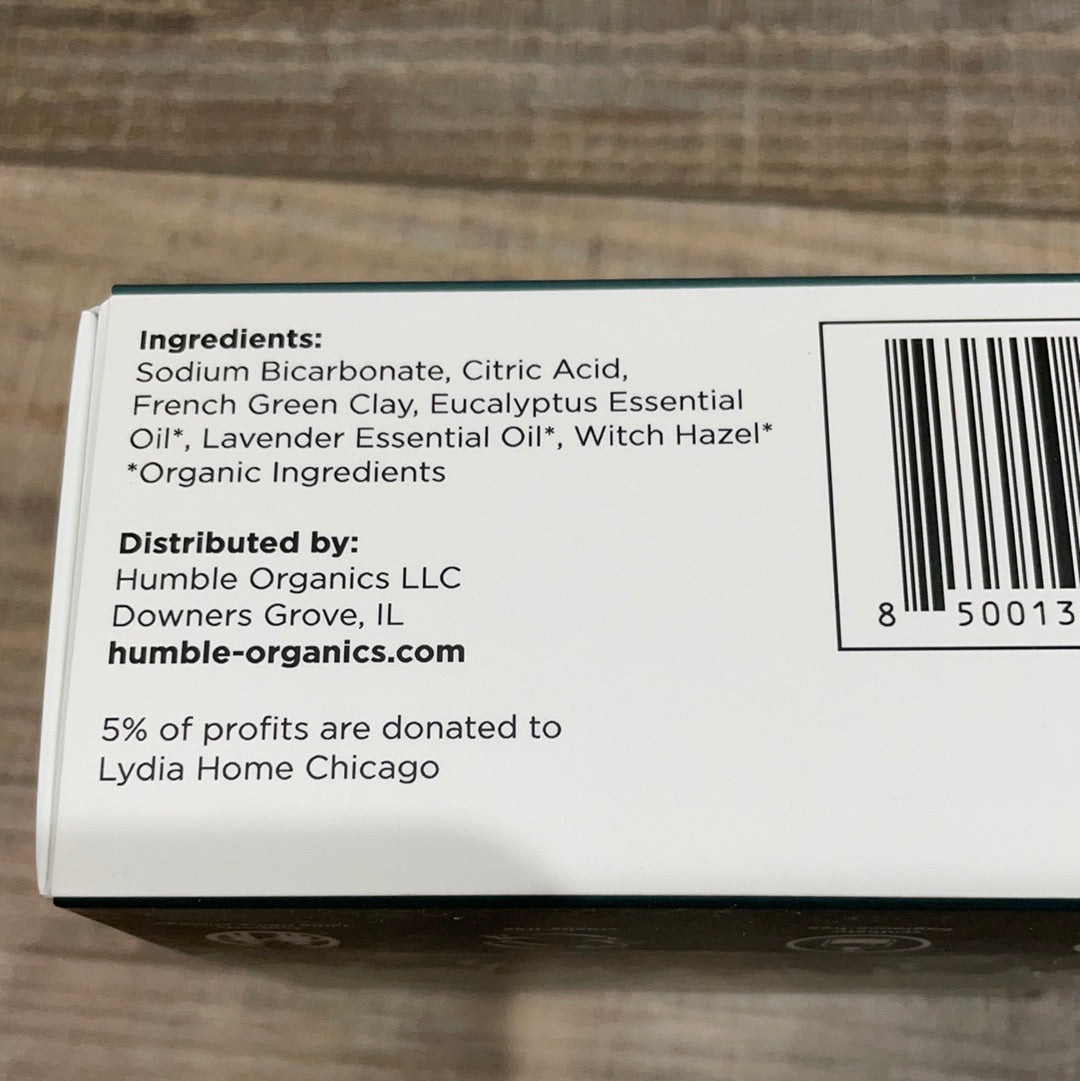 Ingredients:
Sodium Bicarbonate, Citric Acid,
French Green Clay, Eucalyptus Essential
Oil*, Lavender Essential Oil*, Witch Hazel*
*Organic Ingredients
Distributed by:
Humble Organics LLC
Downers Grove, IL
humble-organics.com
5% of profits are donated to
Lydia Home Chicago
8 50013